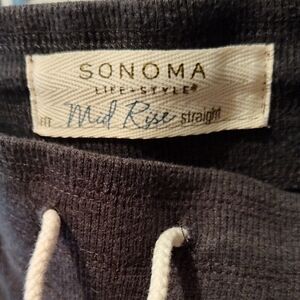 SONOMA
LIFE+STYLE®
FIT Mid Rise straight